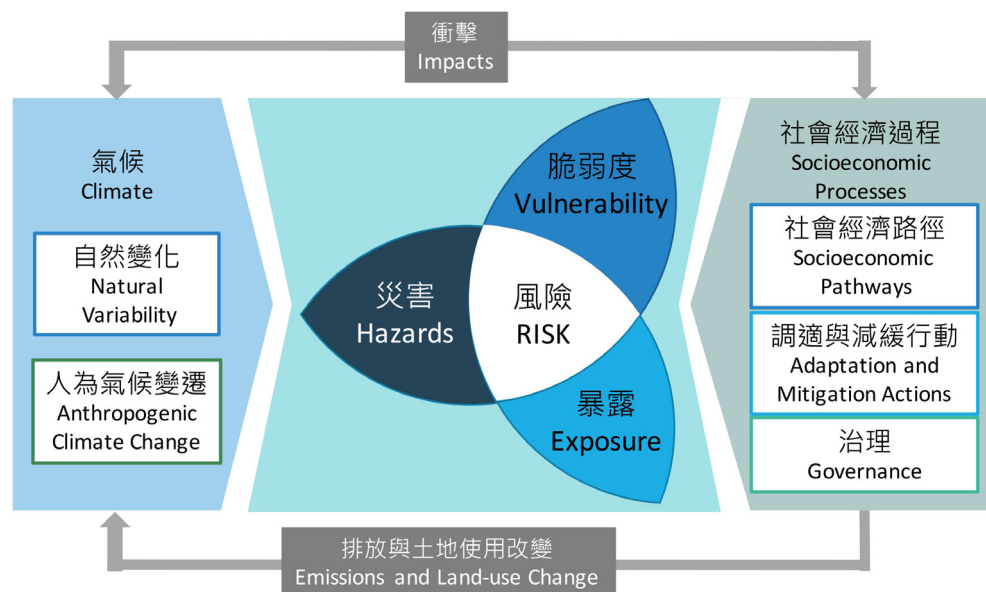 衝擊
Impacts
氣候
Climate
自然變化
Natural
Variability
人為氣候變遷
Anthropogenic
Climate Change
脆弱度
Vulnerability
災害
Hazards
風險
RISK
暴露
Exposure
社會經濟過程
Socioeconomic
Processes
社會經濟路徑
Socioeconomic
Pathways
調適與減緩行動
Adaptation and
Mitigation Actions
治理
Governance
排放與土地使用改變
Emissions and Land-use Change